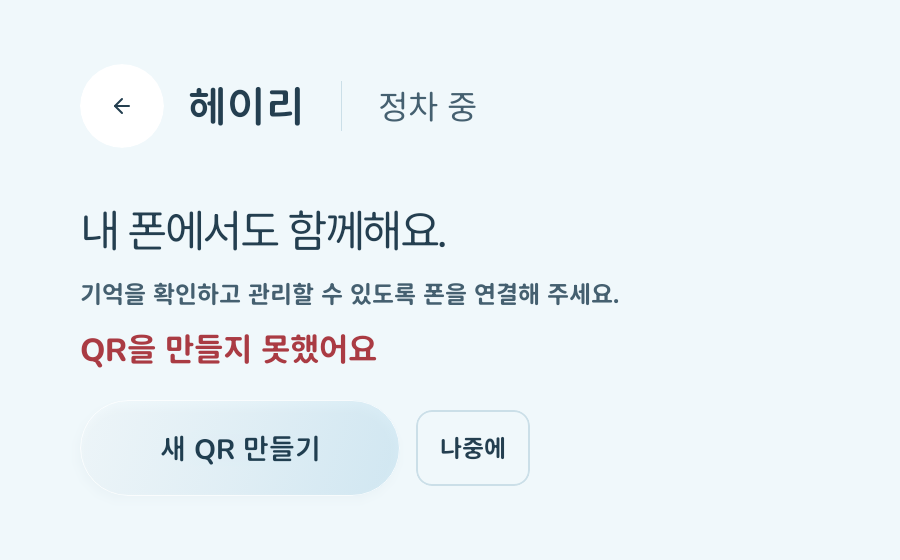 헤이리 정차 중
내 폰에서도 함께해요.
기억을 확인하고 관리할 수 있도록 폰을 연결해 주세요.
QR을 만들지 못했어요
새 QR 만들기 나중에